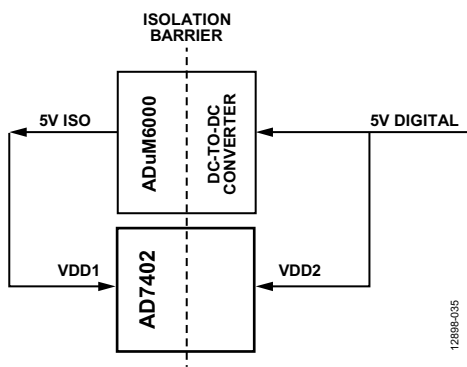 ISOLATION
BARRIER
5V ISO
ADuM6000
DC-TO-DC
CONVERTER
5V DIGITAL
VDD1
AD7402
VDD2
12898-035